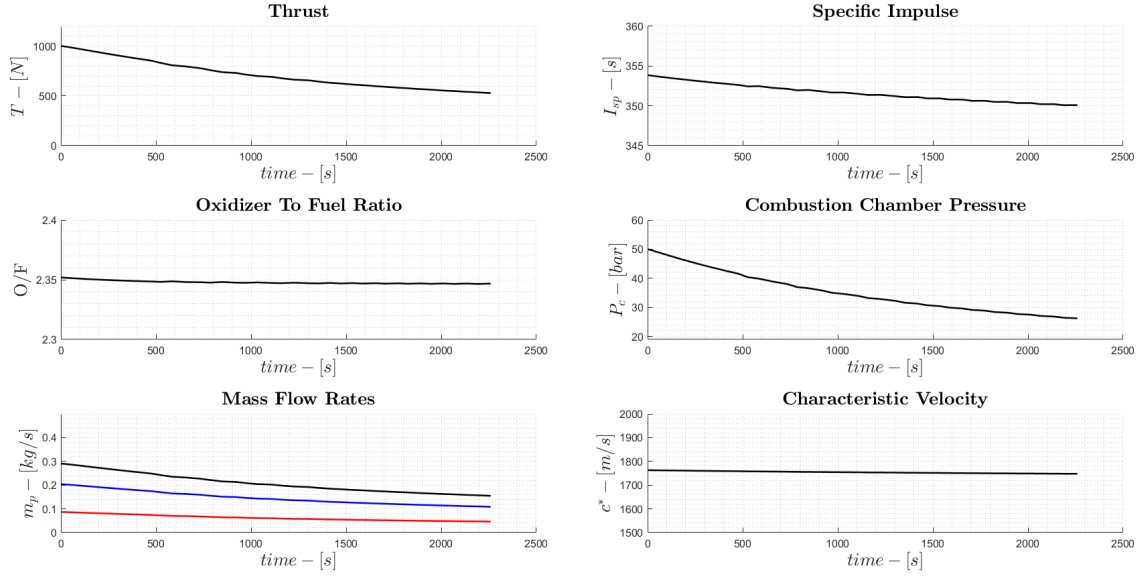 Thrust
T − [N]
1000
500
0
0 500 1000 1500 2000 2500
time − [s]
Specific Impulse
I_sp − [s]
360
355
350
345
0 500 1000 1500 2000 2500
time − [s]
Oxidizer To Fuel Ratio
O/F
2.4
2.35
2.3
0 500 1000 1500 2000 2500
time − [s]
Combustion Chamber Pressure
P_c − [bar]
60
50
40
30
20
0 500 1000 1500 2000 2500
time − [s]
Mass Flow Rates
m_p − [kg/s]
0.4
0.3
0.2
0.1
0
0 500 1000 1500 2000 2500
time − [s]
Characteristic Velocity
c* − [m/s]
2000
1900
1800
1700
1600
1500
0 500 1000 1500 2000 2500
time − [s]